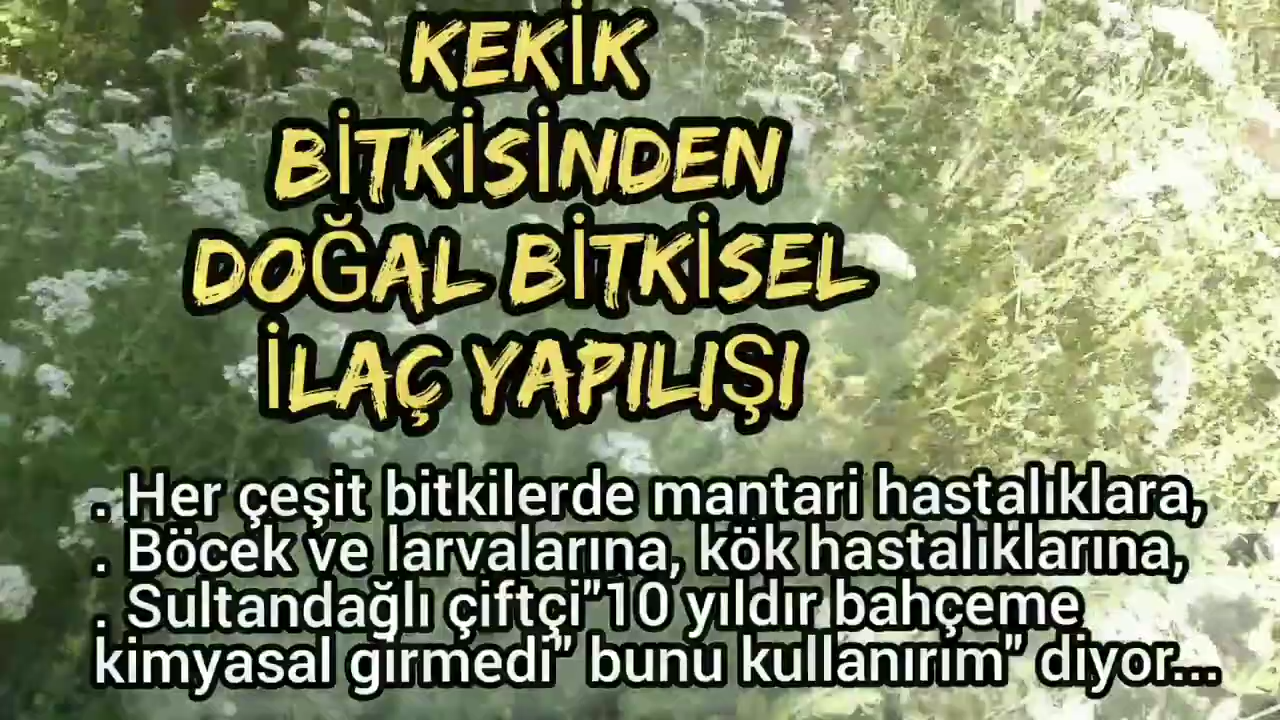 KEKİK
BİTKİSİNDEN
DOĞAL BİTKİSEL
İLAÇ YAPILIŞI
. Her çeşit bitkilerde mantari hastalıklara,
. Böcek ve larvalarına, kök hastalıklarına,
. Sultandağlı çiftçi"10 yıldır bahçeme
kimyasal girmedi" bunu kullanırım" diyor...